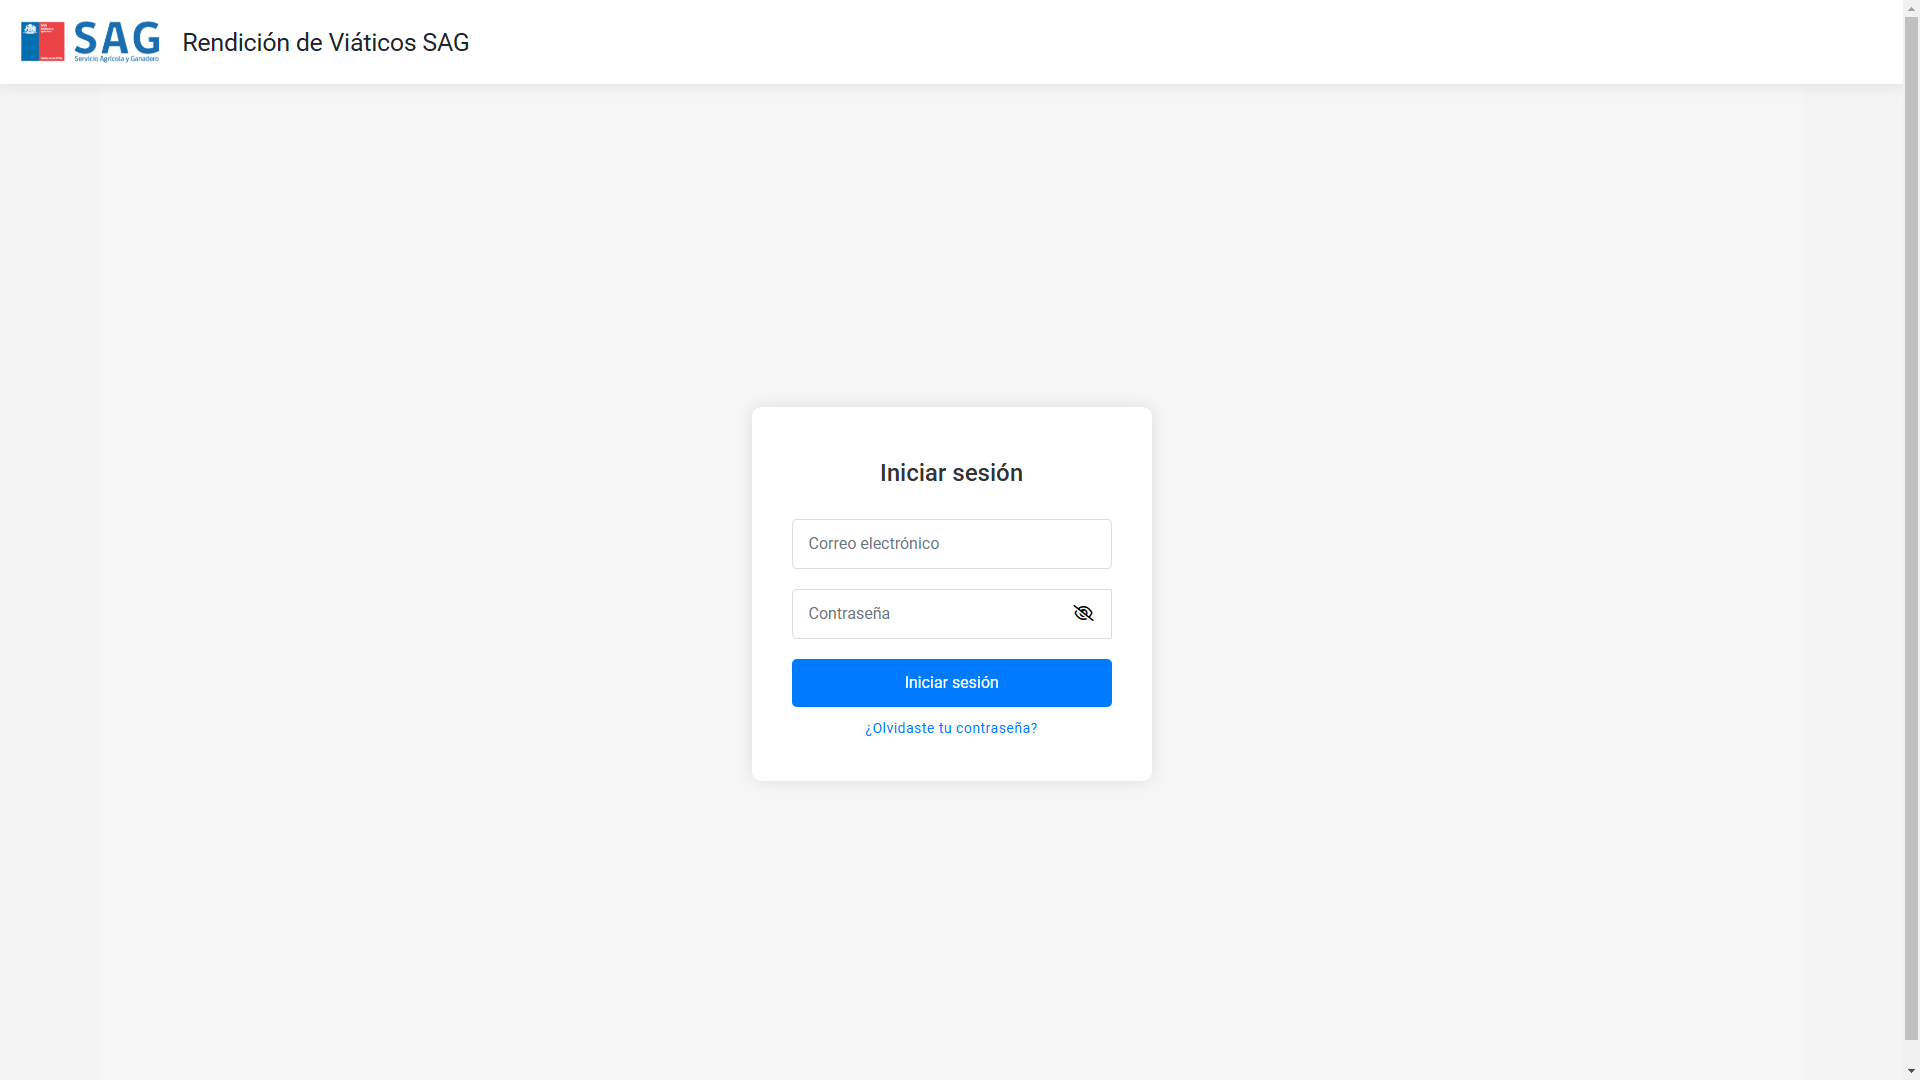 SAG
Servicio Agrícola y Ganadero
Rendición de Viáticos SAG
Iniciar sesión
Correo electrónico
Contraseña
Iniciar sesión
¿Olvidaste tu contraseña?